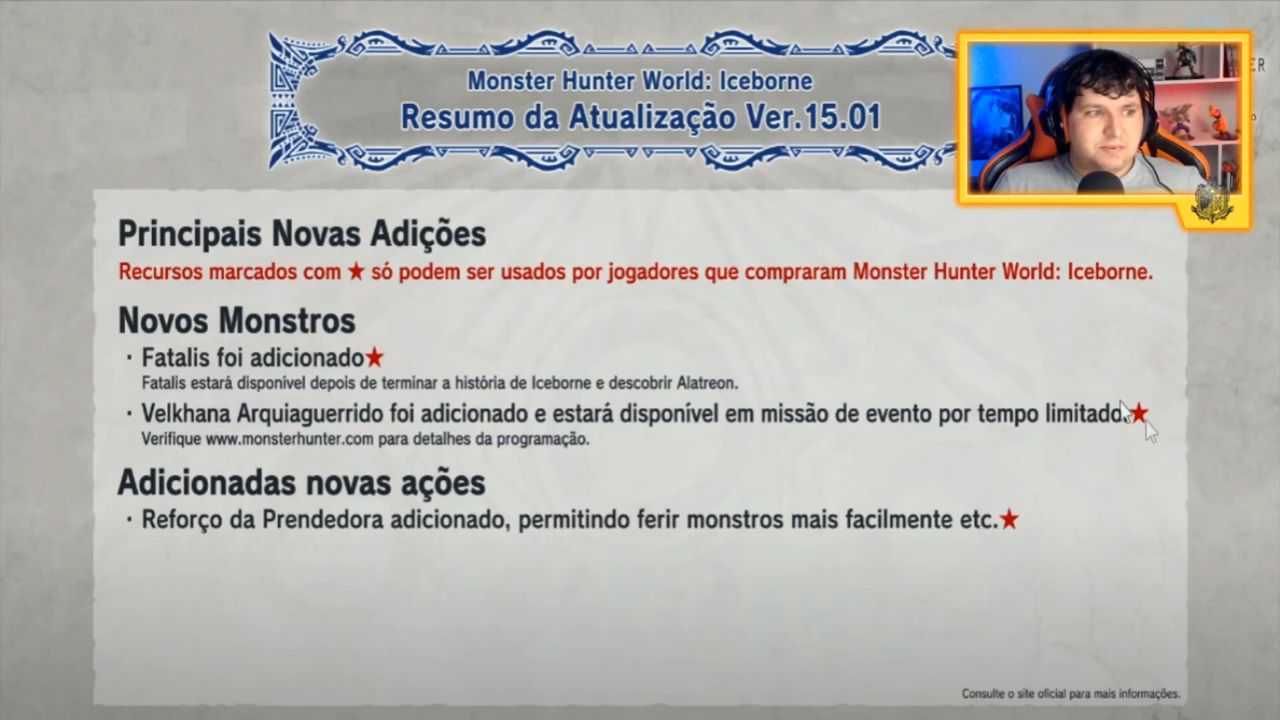 Monster Hunter World: Iceborne
Resumo da Atualização Ver.15.01
Principais Novas Adições
Recursos marcados com ★ só podem ser usados por jogadores que compraram Monster Hunter World: Iceborne.
Novos Monstros
· Fatalis foi adicionado★
Fatalis estará disponível depois de terminar a história de Iceborne e descobrir Alatreon.
· Velkhana Arquiaguerrido foi adicionado e estará disponível em missão de evento por tempo limitado.★
Verifique www.monsterhunter.com para detalhes da programação.
Adicionadas novas ações
· Reforço da Prendedora adicionado, permitindo ferir monstros mais facilmente etc.★
Consulte o site oficial para mais informações.